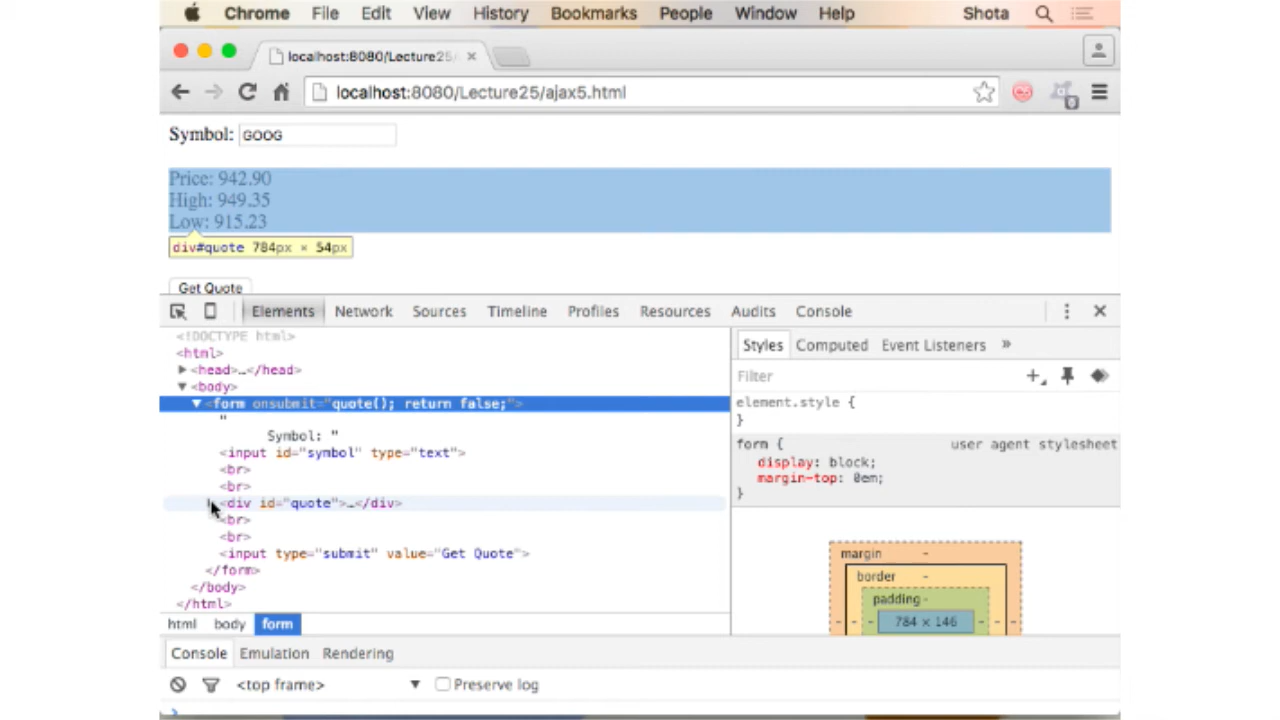 Chrome File Edit View History Bookmarks People Window Help Shota
localhost:8080/Lecture25/
localhost:8080/Lecture25/ajax5.html
Symbol: GOOG
Price: 942.90
High: 949.35
Low: 915.23
div#quote 784px × 54px
Get Quote
Elements Network Sources Timeline Profiles Resources Audits Console
<!DOCTYPE html>
<html>
<head>…</head>
<body>
<form onsubmit="quote(); return false;">
"
Symbol: "
<input id="symbol" type="text">
<br>
<br>
<div id="quote">…</div>
<br>
<br>
<input type="submit" value="Get Quote">
</form>
</body>
</html>
html body form
Styles Computed Event Listeners »
Filter
element.style {
}
form { user agent stylesheet
display: block;
margin-top: 0em;
}
margin -
border -
padding -
- - - 784 × 146 - - -
Console Emulation Rendering
<top frame> ▼ Preserve log